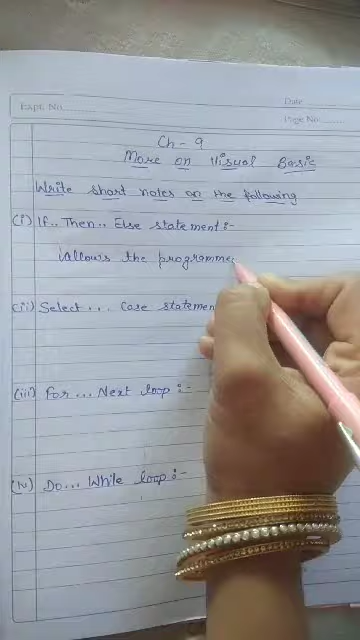 Expt. No.
Date
Page No.
Ch - 9
More on Visual Basic
Write short notes on the following
(i) If.. Then.. Else statement :-
Allows the programme
(ii) Select... Case statemen
(iii) For... Next loop :-
(iv) Do... While loop :-